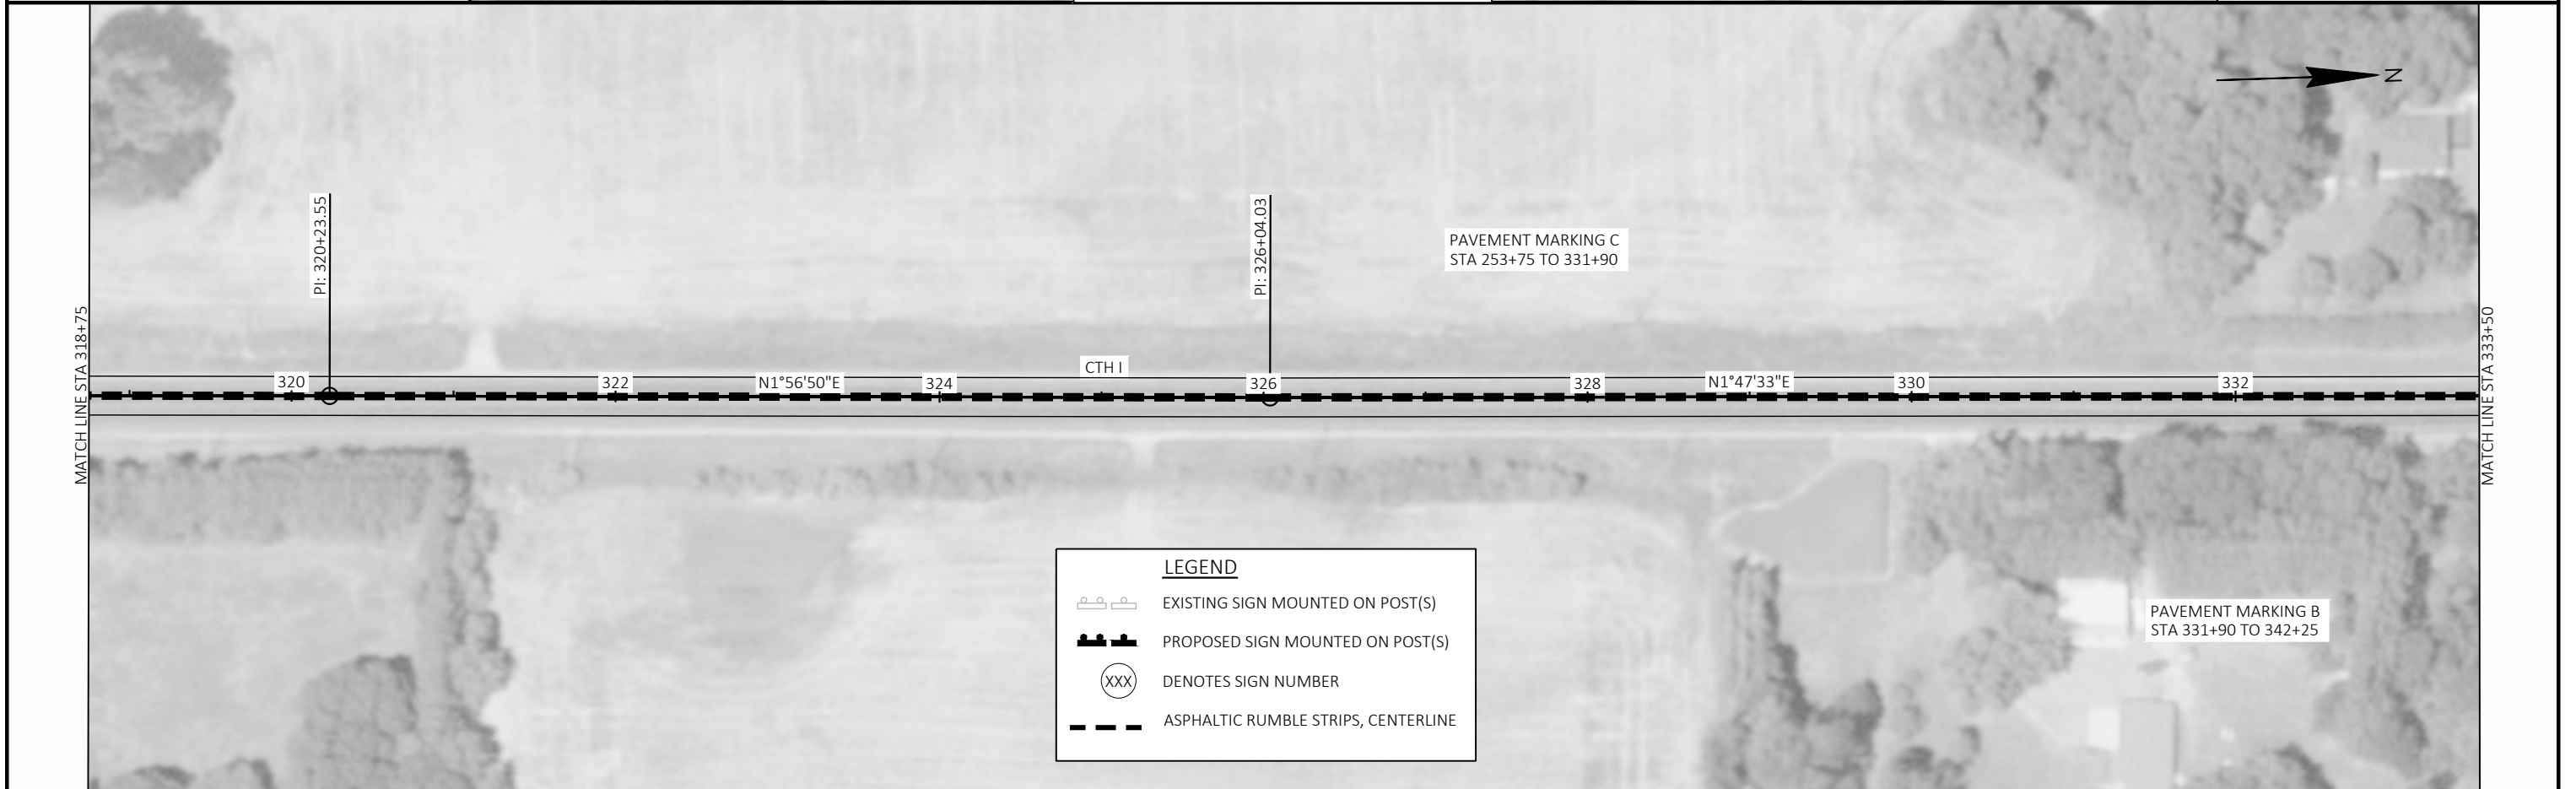 N
PI: 320+23.55
PI: 326+04.03
PAVEMENT MARKING C
STA 253+75 TO 331+90
MATCH LINE STA 318+75
MATCH LINE STA 333+50
CTH I
320
322
N1°56'50"E
324
326
328
N1°47'33"E
330
332
LEGEND
EXISTING SIGN MOUNTED ON POST(S)
PROPOSED SIGN MOUNTED ON POST(S)
XXX DENOTES SIGN NUMBER
ASPHALTIC RUMBLE STRIPS, CENTERLINE
PAVEMENT MARKING B
STA 331+90 TO 342+25